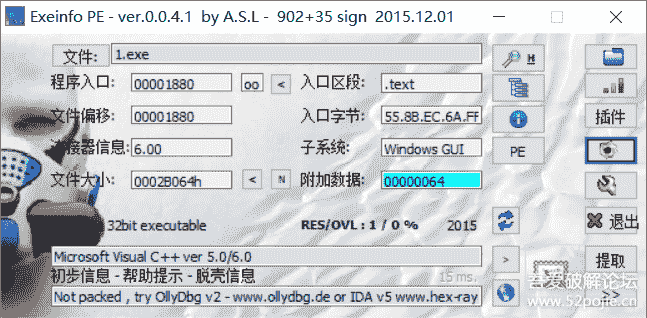 Exeinfo PE - ver.0.0.4.1 by A.S.L - 902+35 sign 2015.12.01
文件: 1.exe
程序入口: 00001880 oo < 入口区段: .text
文件偏移: 00001880 入口字节: 55.8B.EC.6A.FF
连接器信息: 6.00 子系统: Windows GUI
文件大小: 0002B064h < N 附加数据: 00000064
H
PE
插件
退出
提取
>>
32bit executable RES/OVL : 1 / 0 % 2015
Microsoft Visual C++ ver 5.0/6.0 >
初步信息 - 帮助提示 - 脱壳信息 15 ms.
Not packed , try OllyDbg v2 - www.ollydbg.de or IDA v5 www.hex-ray
吾爱破解论坛
www.52pojie.cn